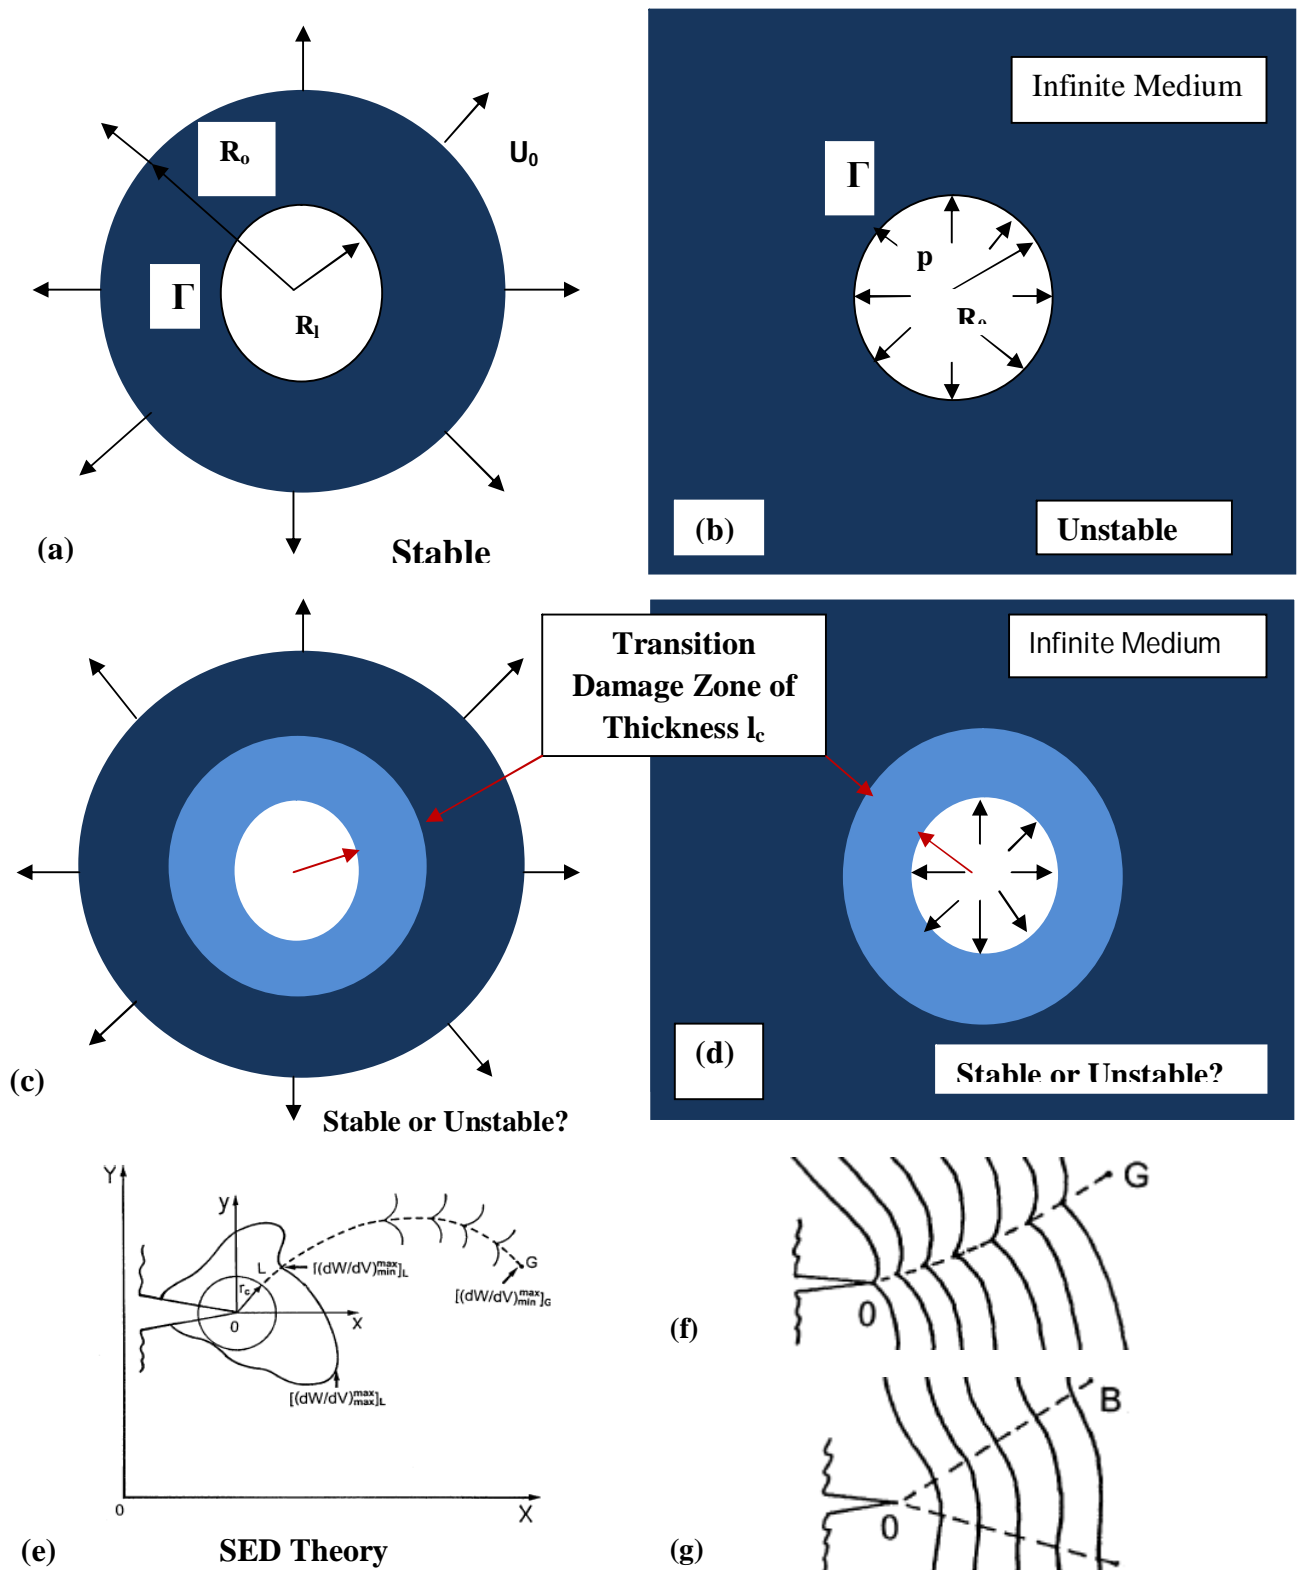 R₀
U₀
Γ
Rₗ
(a)
Stable
Infinite Medium
Γ
p
Rₒ
(b)
Unstable
Transition
Damage Zone of
Thickness l꜀
Infinite Medium
(c)
Stable or Unstable?
(d)
Stable or Unstable?
Y
y
L
r꜀
[(dW/dV)ᵐᵃˣₘᵢₙ]L
G
[(dW/dV)ᵐᵃˣₘᵢₙ]G
0
x
[(dW/dV)ᵐᵃˣₘₐₓ]L
0
X
(e)
SED Theory
G
0
(f)
B
0
(g)